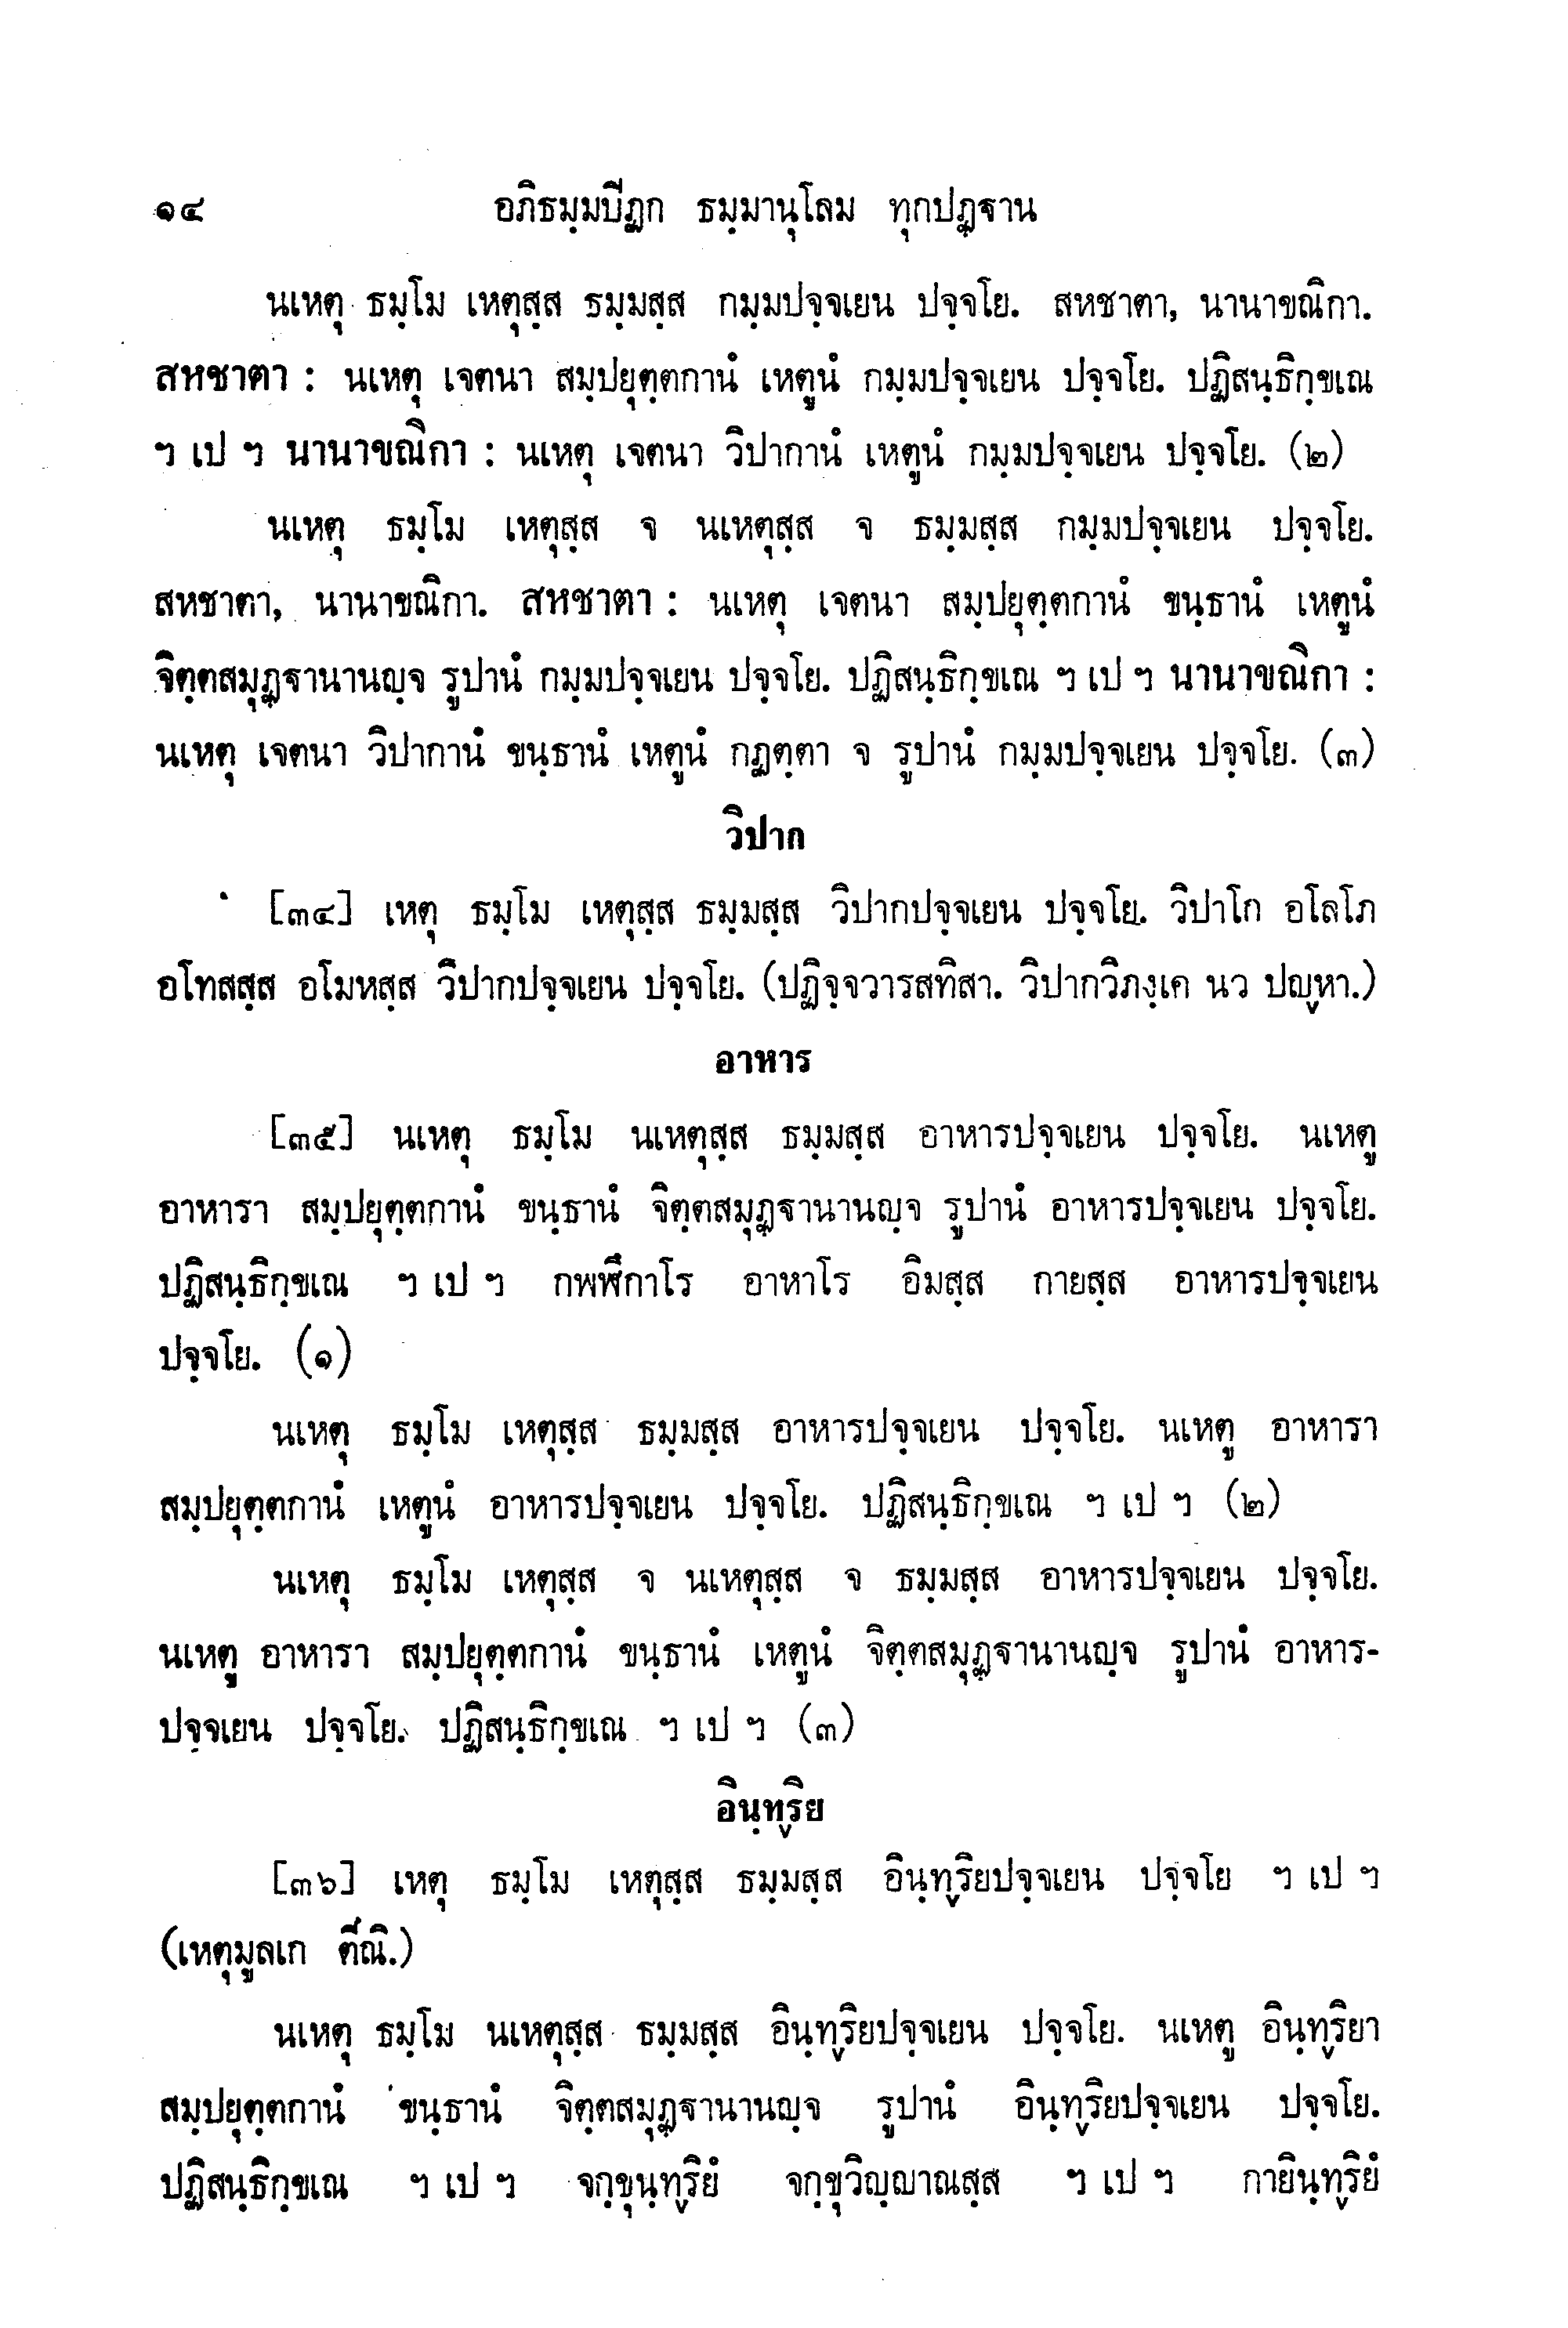 ๑๔ อภิธมฺมปิฏก ธมฺมานุโลม ทุกปฏฺฐาน
นเหตุ ธมฺโม เหตุสฺส ธมฺมสฺส กมฺมปจฺจเยน ปจฺจโย. สหชาตา, นานาขณิกา.
สหชาตา : นเหตุ เจตนา สมฺปยุตฺตกานํ เหตูนํ กมฺมปจฺจเยน ปจฺจโย. ปฏิสนฺธิกฺขเณ
ฯ เป ฯ นานาขณิกา : นเหตุ เจตนา วิปากานํ เหตูนํ กมฺมปจฺจเยน ปจฺจโย. (๒)
นเหตุ ธมฺโม เหตุสฺส จ นเหตุสฺส จ ธมฺมสฺส กมฺมปจฺจเยน ปจฺจโย.
สหชาตา, นานาขณิกา. สหชาตา : นเหตุ เจตนา สมฺปยุตฺตกานํ ขนฺธานํ เหตูนํ
จิตฺตสมุฏฺฐานานญฺจ รูปานํ กมฺมปจฺจเยน ปจฺจโย. ปฏิสนฺธิกฺขเณ ฯ เป ฯ นานาขณิกา :
นเหตุ เจตนา วิปากานํ ขนฺธานํ เหตูนํ กฏตฺตา จ รูปานํ กมฺมปจฺจเยน ปจฺจโย. (๓)
วิปาก
[๓๔] เหตุ ธมฺโม เหตุสฺส ธมฺมสฺส วิปากปจฺจเยน ปจฺจโย. วิปาโก อโลโภ
อโทสสฺส อโมหสฺส วิปากปจฺจเยน ปจฺจโย. (ปฏิจฺจวารสทิสา. วิปากวิภงฺเค นว ปญฺหา.)
อาหาร
[๓๕] นเหตุ ธมฺโม นเหตุสฺส ธมฺมสฺส อาหารปจฺจเยน ปจฺจโย. นเหตู
อาหารา สมฺปยุตฺตกานํ ขนฺธานํ จิตฺตสมุฏฺฐานานญฺจ รูปานํ อาหารปจฺจเยน ปจฺจโย.
ปฏิสนฺธิกฺขเณ ฯ เป ฯ กพฬีกาโร อาหาโร อิมสฺส กายสฺส อาหารปจฺจเยน
ปจฺจโย. (๑)
นเหตุ ธมฺโม เหตุสฺส ธมฺมสฺส อาหารปจฺจเยน ปจฺจโย. นเหตู อาหารา
สมฺปยุตฺตกานํ เหตูนํ อาหารปจฺจเยน ปจฺจโย. ปฏิสนฺธิกฺขเณ ฯ เป ฯ (๒)
นเหตุ ธมฺโม เหตุสฺส จ นเหตุสฺส จ ธมฺมสฺส อาหารปจฺจเยน ปจฺจโย.
นเหตู อาหารา สมฺปยุตฺตกานํ ขนฺธานํ เหตูนํ จิตฺตสมุฏฺฐานานญฺจ รูปานํ อาหาร-
ปจฺจเยน ปจฺจโย. ปฏิสนฺธิกฺขเณ ฯ เป ฯ (๓)
อินฺทฺริย
[๓๖] เหตุ ธมฺโม เหตุสฺส ธมฺมสฺส อินฺทฺริยปจฺจเยน ปจฺจโย ฯ เป ฯ
(เหตุมูลเก ตีณิ.)
นเหตุ ธมฺโม นเหตุสฺส ธมฺมสฺส อินฺทฺริยปจฺจเยน ปจฺจโย. นเหตู อินฺทฺริยา
สมฺปยุตฺตกานํ ขนฺธานํ จิตฺตสมุฏฺฐานานญฺจ รูปานํ อินฺทฺริยปจฺจเยน ปจฺจโย.
ปฏิสนฺธิกฺขเณ ฯ เป ฯ จกฺขุนฺทฺริยํ จกฺขุวิญฺญาณสฺส ฯ เป ฯ กายินฺทฺริยํ